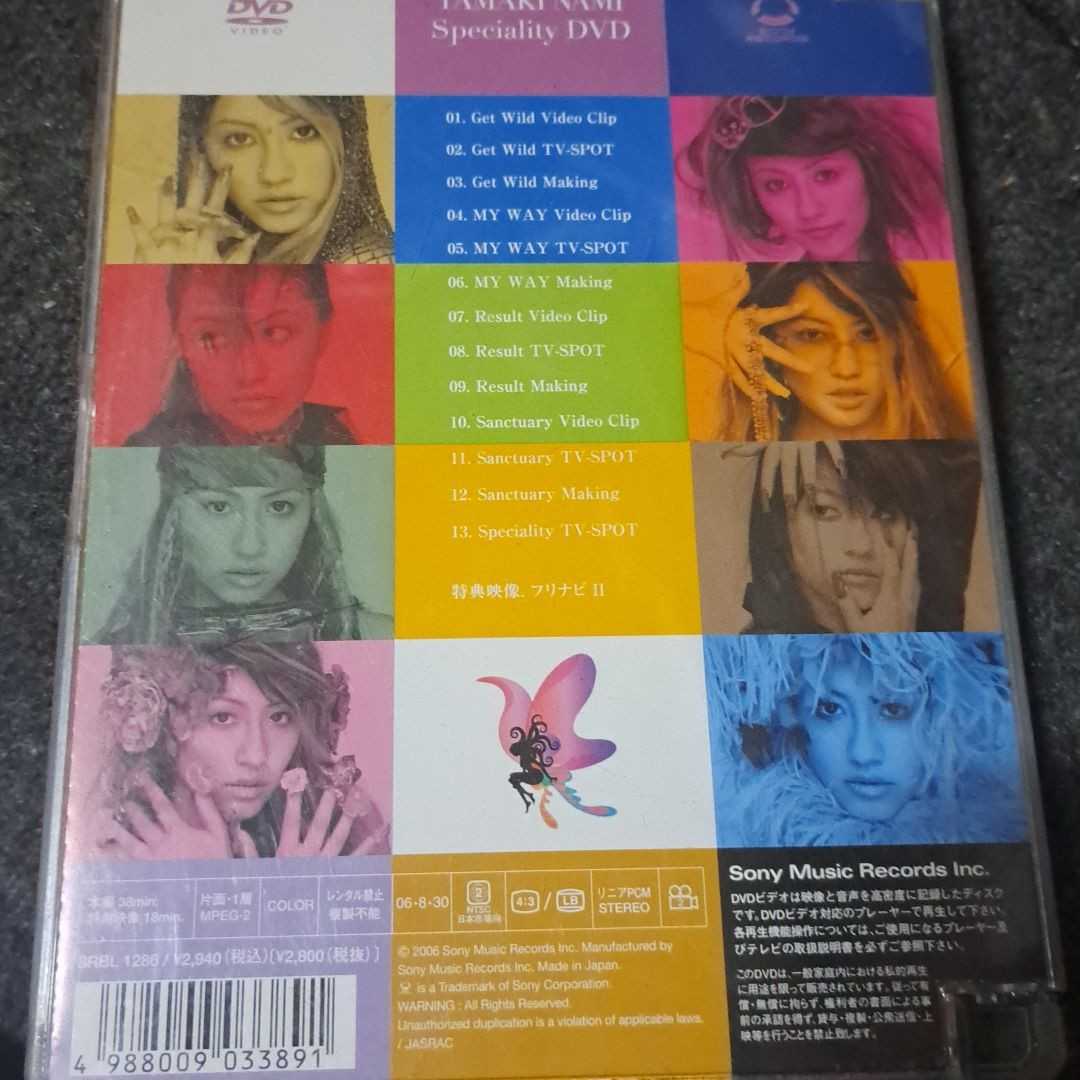 DVD
VIDEO
TAMAKI NAMI
Speciality DVD
01. Get Wild Video Clip
02. Get Wild TV-SPOT
03. Get Wild Making
04. MY WAY Video Clip
05. MY WAY TV-SPOT
06. MY WAY Making
07. Result Video Clip
08. Result TV-SPOT
09. Result Making
10. Sanctuary Video Clip
11. Sanctuary TV-SPOT
12. Sanctuary Making
13. Speciality TV-SPOT
特典映像. フリナビ II
本編 38min.
特典映像 18min.
片面・1層
MPEG-2
COLOR
レンタル禁止
複製不能
06・8・30
2
NTSC
日本市場向
4:3 / LB
リニアPCM
STEREO
2
SRBL 1286 / ¥2,940(税込)〔¥2,800(税抜)〕
4 988009 033891
© 2006 Sony Music Records Inc. Manufactured by
Sony Music Records Inc. Made in Japan.
is a Trademark of Sony Corporation.
WARNING : All Rights Reserved.
Unauthorized duplication is a violation of applicable laws.
/ JASRAC
Sony Music Records Inc.
DVDビデオは映像と音声を高密度に記録したディスク
です。DVDビデオ対応のプレーヤーで再生して下さい。
各再生機能操作については、ご使用になるプレーヤー及
びテレビの取扱説明書を必ずご参照下さい。
このDVDは、一般家庭内における私的再生
に用途を限って販売されています。従って有
償・無償に拘らず、権利者の書面による事
前の承諾を得ず、貸与・複製・公衆送信・上
映等を行うことを禁止致します。